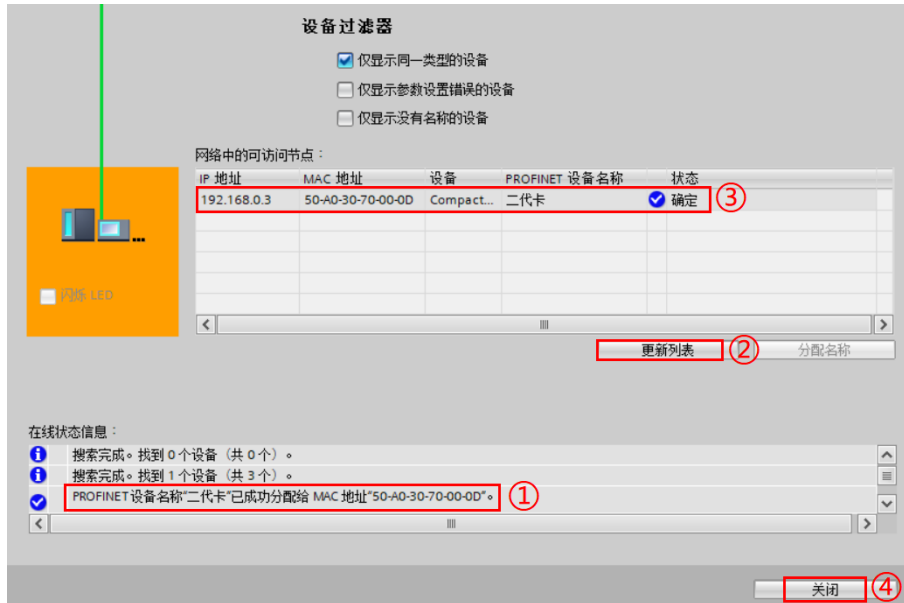 设备过滤器
仅显示同一类型的设备
仅显示参数设置错误的设备
仅显示没有名称的设备
网络中的可访问节点：
IP 地址 MAC 地址 设备 PROFINET 设备名称 状态
192.168.0.3 50-A0-30-70-00-0D Compact... 二代卡 确定 ③
闪烁 LED
更新列表 ② 分配名称
在线状态信息：
搜索完成。找到 0 个设备（共 0 个）。
搜索完成。找到 1 个设备（共 3 个）。
PROFINET 设备名称“二代卡”已成功分配给 MAC 地址“50-A0-30-70-00-0D”。 ①
关闭 ④